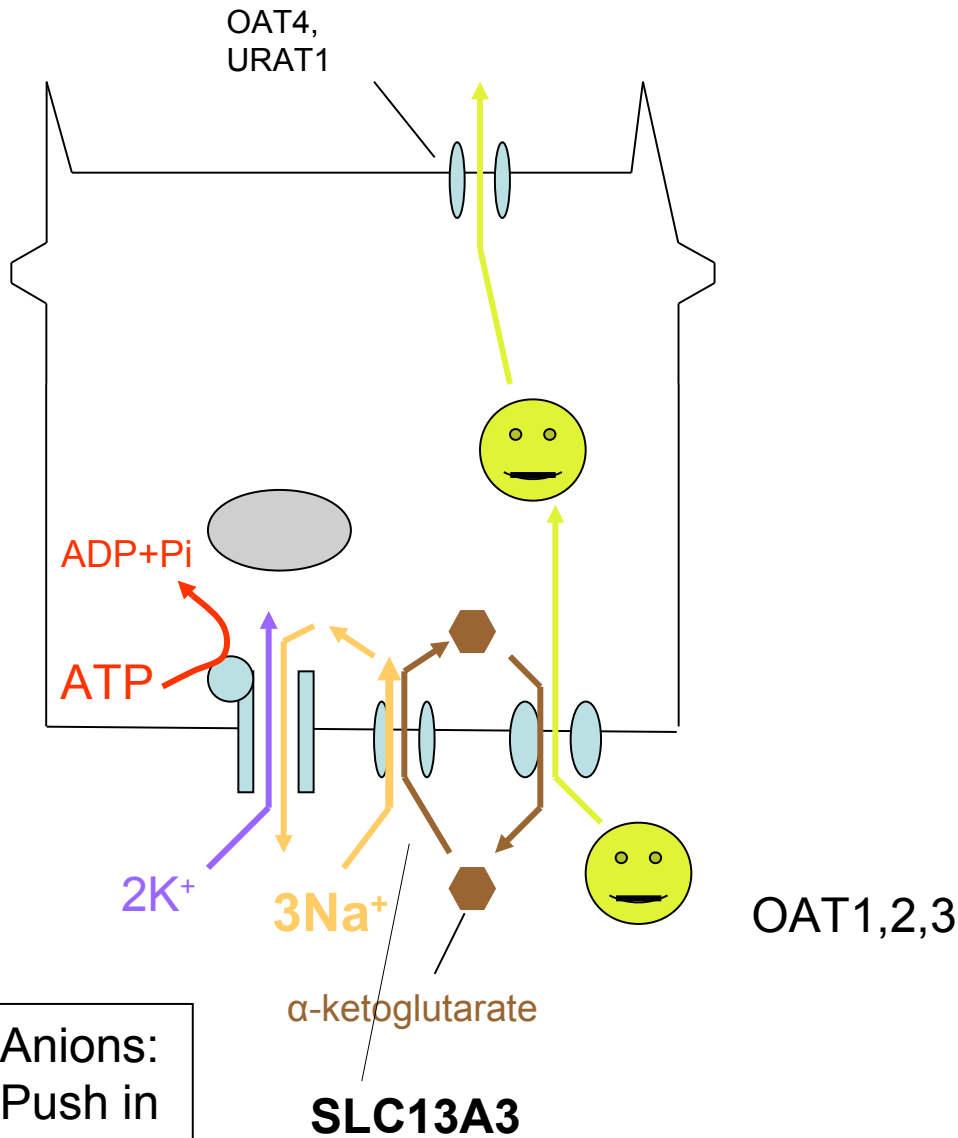 OAT4,
URAT1
ADP+Pi
ATP
2K⁺
3Na⁺
OAT1,2,3
α-ketoglutarate
Anions:
Push in
SLC13A3